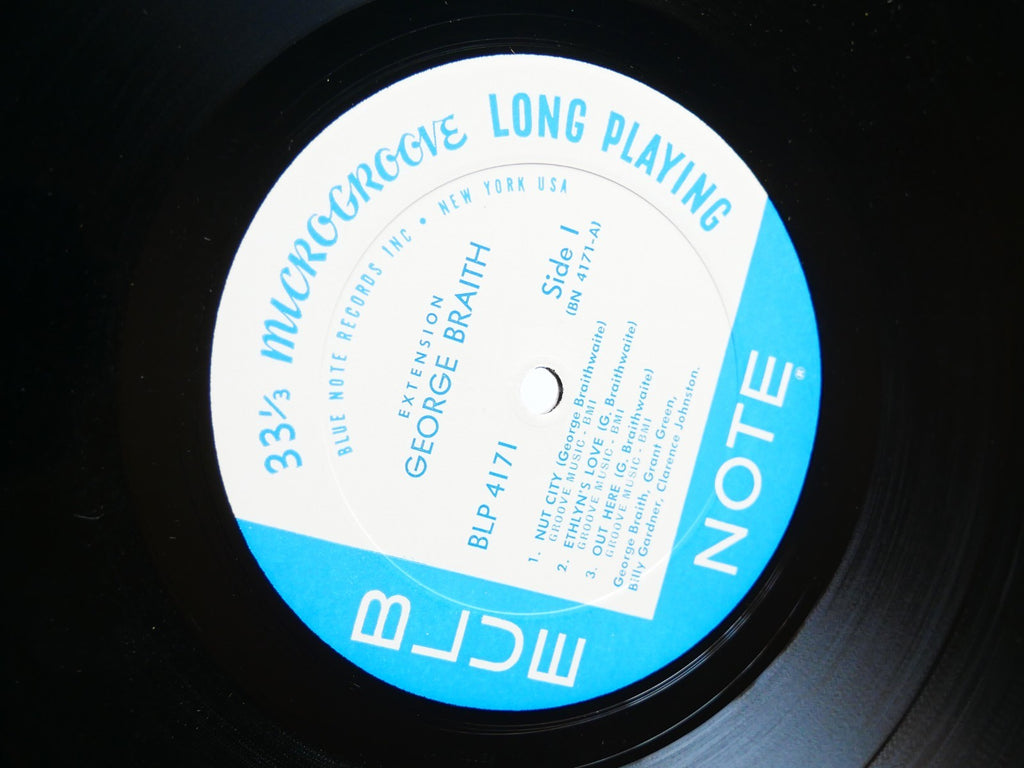 33⅓ MICROGROOVE LONG PLAYING
BLUE NOTE RECORDS INC • NEW YORK USA
EXTENSION
GEORGE BRAITH
BLP 4171
Side 1
(BN 4171-A)
1. NUT CITY (George Braithwaite)
GROOVE MUSIC - BMI
2. ETHLYN'S LOVE (G. Braithwaite)
GROOVE MUSIC - BMI
3. OUT HERE (G. Braithwaite)
GROOVE MUSIC - BMI
George Braith, Grant Green,
Billy Gardner, Clarence Johnston.
BLUE
NOTE®